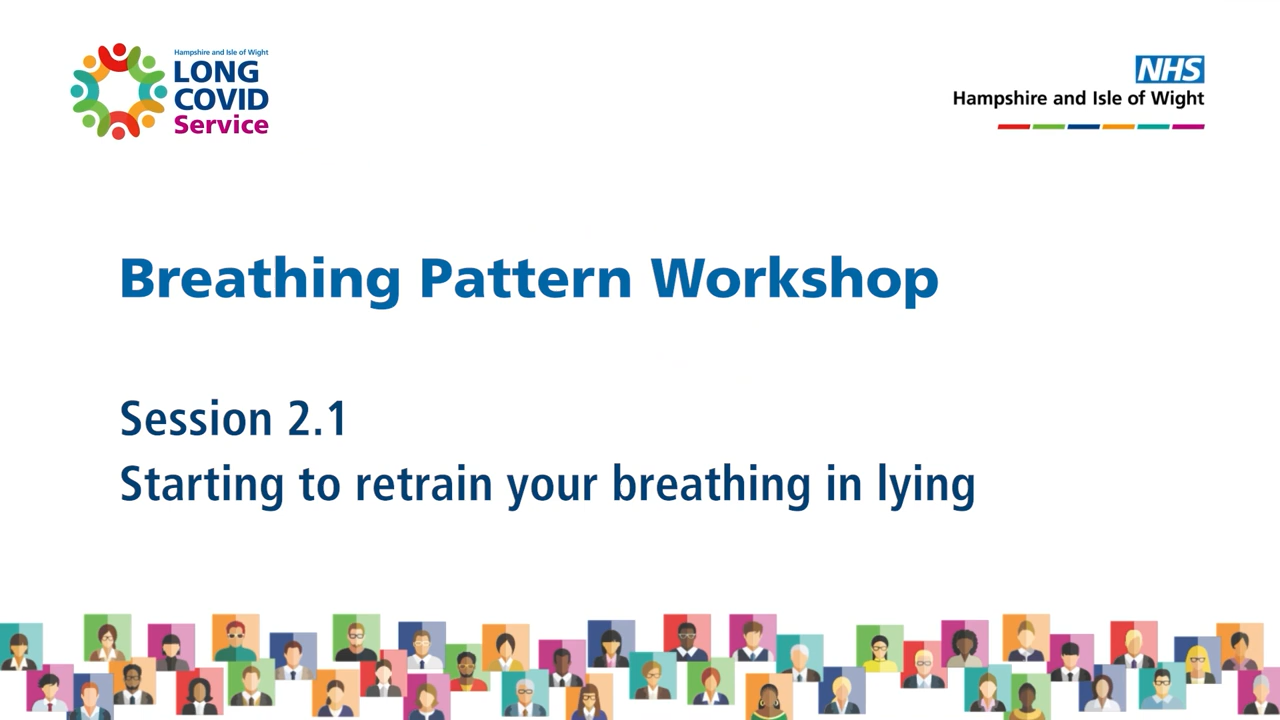 Hampshire and Isle of Wight
LONG
COVID
Service
NHS
Hampshire and Isle of Wight
Breathing Pattern Workshop
Session 2.1
Starting to retrain your breathing in lying